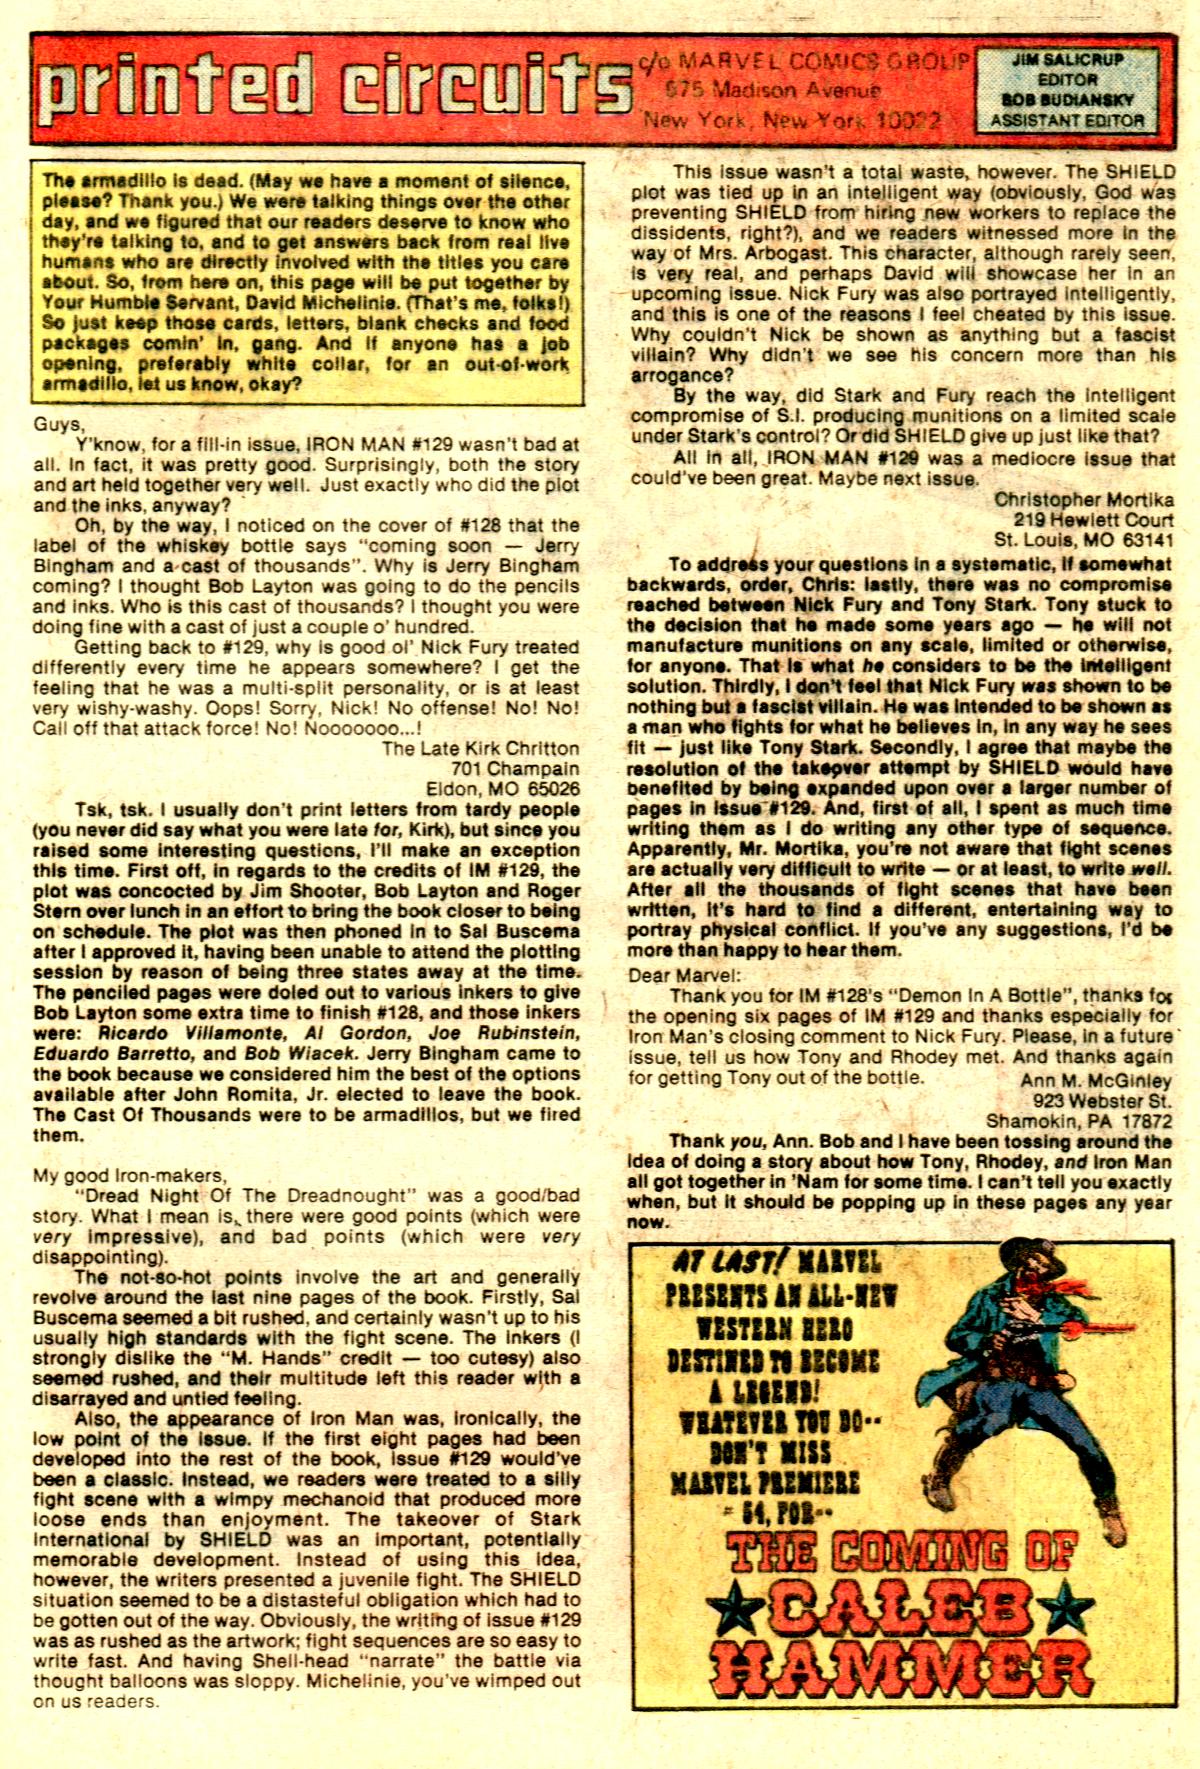 printed circuits
c/o MARVEL COMICS GROUP
575 Madison Avenue
New York, New York 10022
JIM SALICRUP
EDITOR
BOB BUDIANSKY
ASSISTANT EDITOR
The armadillo is dead. (May we have a moment of silence,
please? Thank you.) We were talking things over the other
day, and we figured that our readers deserve to know who
they're talking to, and to get answers back from real live
humans who are directly involved with the titles you care
about. So, from here on, this page will be put together by
Your Humble Servant, David Michelinie. (That's me, folks!)
So just keep those cards, letters, blank checks and food
packages comin' in, gang. And if anyone has a job
opening, preferably white collar, for an out-of-work
armadillo, let us know, okay?
Guys,
Y'know, for a fill-in issue, IRON MAN #129 wasn't bad at
all. In fact, it was pretty good. Surprisingly, both the story
and art held together very well. Just exactly who did the plot
and the inks, anyway?
Oh, by the way, I noticed on the cover of #128 that the
label of the whiskey bottle says "coming soon — Jerry
Bingham and a cast of thousands". Why is Jerry Bingham
coming? I thought Bob Layton was going to do the pencils
and inks. Who is this cast of thousands? I thought you were
doing fine with a cast of just a couple o' hundred.
Getting back to #129, why is good ol' Nick Fury treated
differently every time he appears somewhere? I get the
feeling that he was a multi-split personality, or is at least
very wishy-washy. Oops! Sorry, Nick! No offense! No! No!
Call off that attack force! No! Nooooooo...!
The Late Kirk Chritton
701 Champain
Eldon, MO 65026
Tsk, tsk. I usually don't print letters from tardy people
(you never did say what you were late for, Kirk), but since you
raised some interesting questions, I'll make an exception
this time. First off, in regards to the credits of IM #129, the
plot was concocted by Jim Shooter, Bob Layton and Roger
Stern over lunch in an effort to bring the book closer to being
on schedule. The plot was then phoned in to Sal Buscema
after I approved it, having been unable to attend the plotting
session by reason of being three states away at the time.
The penciled pages were doled out to various inkers to give
Bob Layton some extra time to finish #128, and those inkers
were: Ricardo Villamonte, Al Gordon, Joe Rubinstein,
Eduardo Barretto, and Bob Wiacek. Jerry Bingham came to
the book because we considered him the best of the options
available after John Romita, Jr. elected to leave the book.
The Cast Of Thousands were to be armadillos, but we fired
them.
My good Iron-makers,
"Dread Night Of The Dreadnought" was a good/bad
story. What I mean is, there were good points (which were
very impressive), and bad points (which were very
disappointing).
The not-so-hot points involve the art and generally
revolve around the last nine pages of the book. Firstly, Sal
Buscema seemed a bit rushed, and certainly wasn't up to his
usually high standards with the fight scene. The inkers (I
strongly dislike the "M. Hands" credit — too cutesy) also
seemed rushed, and their multitude left this reader with a
disarrayed and untied feeling.
Also, the appearance of Iron Man was, ironically, the
low point of the issue. If the first eight pages had been
developed into the rest of the book, issue #129 would've
been a classic. Instead, we readers were treated to a silly
fight scene with a wimpy mechanoid that produced more
loose ends than enjoyment. The takeover of Stark
International by SHIELD was an important, potentially
memorable development. Instead of using this idea,
however, the writers presented a juvenile fight. The SHIELD
situation seemed to be a distasteful obligation which had to
be gotten out of the way. Obviously, the writing of issue #129
was as rushed as the artwork; fight sequences are so easy to
write fast. And having Shell-head "narrate" the battle via
thought balloons was sloppy. Michelinie, you've wimped out
on us readers.
This issue wasn't a total waste, however. The SHIELD
plot was tied up in an intelligent way (obviously, God was
preventing SHIELD from hiring new workers to replace the
dissidents, right?), and we readers witnessed more in the
way of Mrs. Arbogast. This character, although rarely seen,
is very real, and perhaps David will showcase her in an
upcoming issue. Nick Fury was also portrayed intelligently,
and this is one of the reasons I feel cheated by this issue.
Why couldn't Nick be shown as anything but a fascist
villain? Why didn't we see his concern more than his
arrogance?
By the way, did Stark and Fury reach the intelligent
compromise of S.I. producing munitions on a limited scale
under Stark's control? Or did SHIELD give up just like that?
All in all, IRON MAN #129 was a mediocre issue that
could've been great. Maybe next issue.
Christopher Mortika
219 Hewlett Court
St. Louis, MO 63141
To address your questions in a systematic, if somewhat
backwards, order, Chris: lastly, there was no compromise
reached between Nick Fury and Tony Stark. Tony stuck to
the decision that he made some years ago — he will not
manufacture munitions on any scale, limited or otherwise,
for anyone. That is what he considers to be the intelligent
solution. Thirdly, I don't feel that Nick Fury was shown to be
nothing but a fascist villain. He was intended to be shown as
a man who fights for what he believes in, in any way he sees
fit — just like Tony Stark. Secondly, I agree that maybe the
resolution of the takeover attempt by SHIELD would have
benefited by being expanded upon over a larger number of
pages in issue #129. And, first of all, I spent as much time
writing them as I do writing any other type of sequence.
Apparently, Mr. Mortika, you're not aware that fight scenes
are actually very difficult to write — or at least, to write well.
After all the thousands of fight scenes that have been
written, it's hard to find a different, entertaining way to
portray physical conflict. If you've any suggestions, I'd be
more than happy to hear them.
Dear Marvel:
Thank you for IM #128's "Demon In A Bottle", thanks for
the opening six pages of IM #129 and thanks especially for
Iron Man's closing comment to Nick Fury. Please, in a future
issue, tell us how Tony and Rhodey met. And thanks again
for getting Tony out of the bottle.
Ann M. McGinley
923 Webster St.
Shamokin, PA 17872
Thank you, Ann. Bob and I have been tossing around the
idea of doing a story about how Tony, Rhodey, and Iron Man
all got together in 'Nam for some time. I can't tell you exactly
when, but it should be popping up in these pages any year
now.
AT LAST! MARVEL
PRESENTS AN ALL-NEW
WESTERN HERO
DESTINED TO BECOME
A LEGEND!
WHATEVER YOU DO--
DON'T MISS
MARVEL PREMIERE
# 54, FOR--
THE COMING OF
CALEB
HAMMER